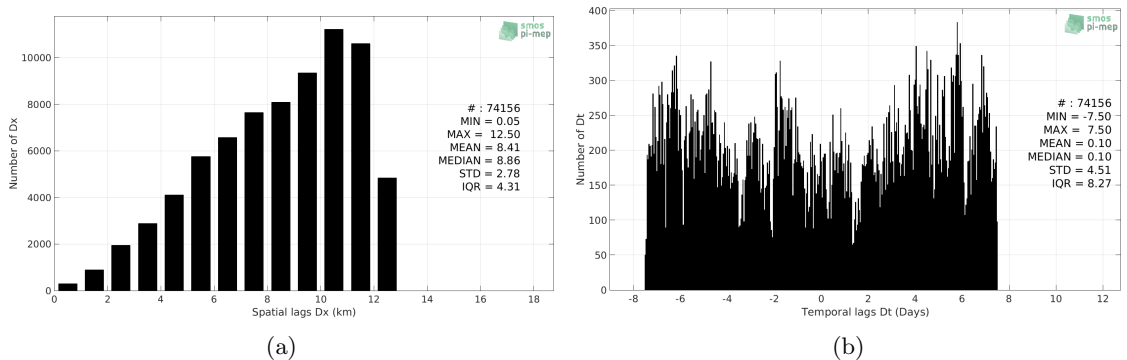 smos
pi-mep
10000
8000
6000
4000
2000
0
Number of Dx
# : 74156
MIN = 0.05
MAX = 12.50
MEAN = 8.41
MEDIAN = 8.86
STD = 2.78
IQR = 4.31
0 2 4 6 8 10 12 14 16 18
Spatial lags Dx (km)
(a)
smos
pi-mep
400
350
300
250
200
150
100
50
0
Number of Dt
# : 74156
MIN = -7.50
MAX = 7.50
MEAN = 0.10
MEDIAN = 0.10
STD = 4.51
IQR = 8.27
-8 -6 -4 -2 0 2 4 6 8 10 12
Temporal lags Dt (Days)
(b)